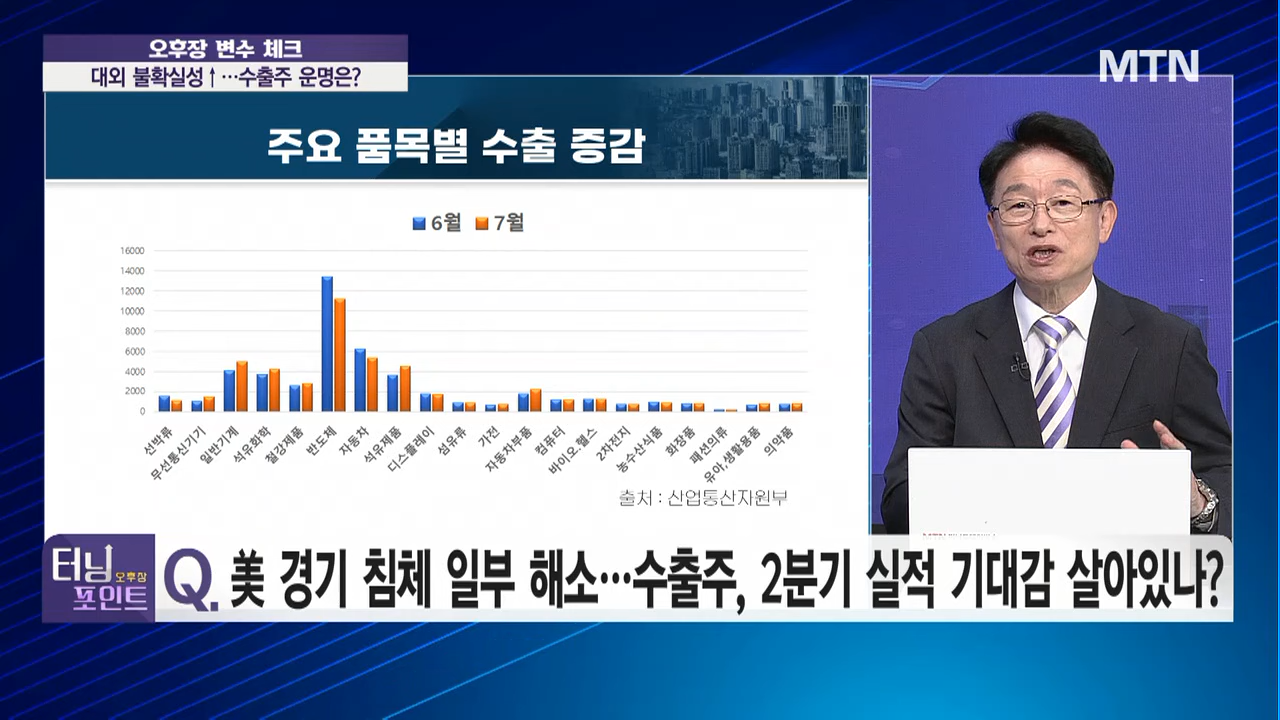 오후장 변수 체크
대외 불확실성↑…수출주 운명은?
MTN
주요 품목별 수출 증감
6월 7월
16000
14000
12000
10000
8000
6000
4000
2000
0
선박류
무선통신기기
일반기계
석유화학
철강제품
반도체
자동차
석유제품
디스플레이
섬유류
가전
자동차부품
컴퓨터
바이오.헬스
2차전지
농수산식품
화장품
패션의류
유아,생활용품
의약품
출처 : 산업통산자원부
터닝
오후장
포인트
Q. 美 경기 침체 일부 해소…수출주, 2분기 실적 기대감 살아있나?